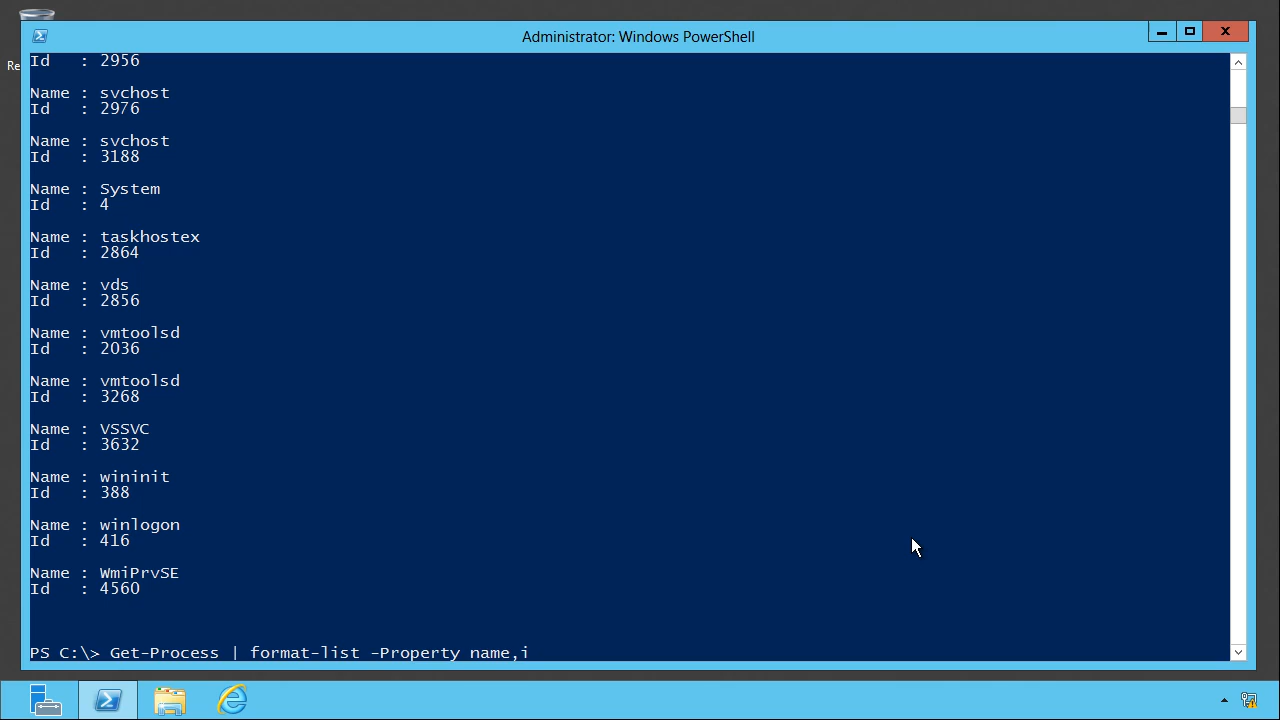 Administrator: Windows PowerShell
Re
Id   : 2956
Name : svchost
Id   : 2976
Name : svchost
Id   : 3188
Name : System
Id   : 4
Name : taskhostex
Id   : 2864
Name : vds
Id   : 2856
Name : vmtoolsd
Id   : 2036
Name : vmtoolsd
Id   : 3268
Name : VSSVC
Id   : 3632
Name : wininit
Id   : 388
Name : winlogon
Id   : 416
Name : WmiPrvSE
Id   : 4560
PS C:\> Get-Process | format-list -Property name,i